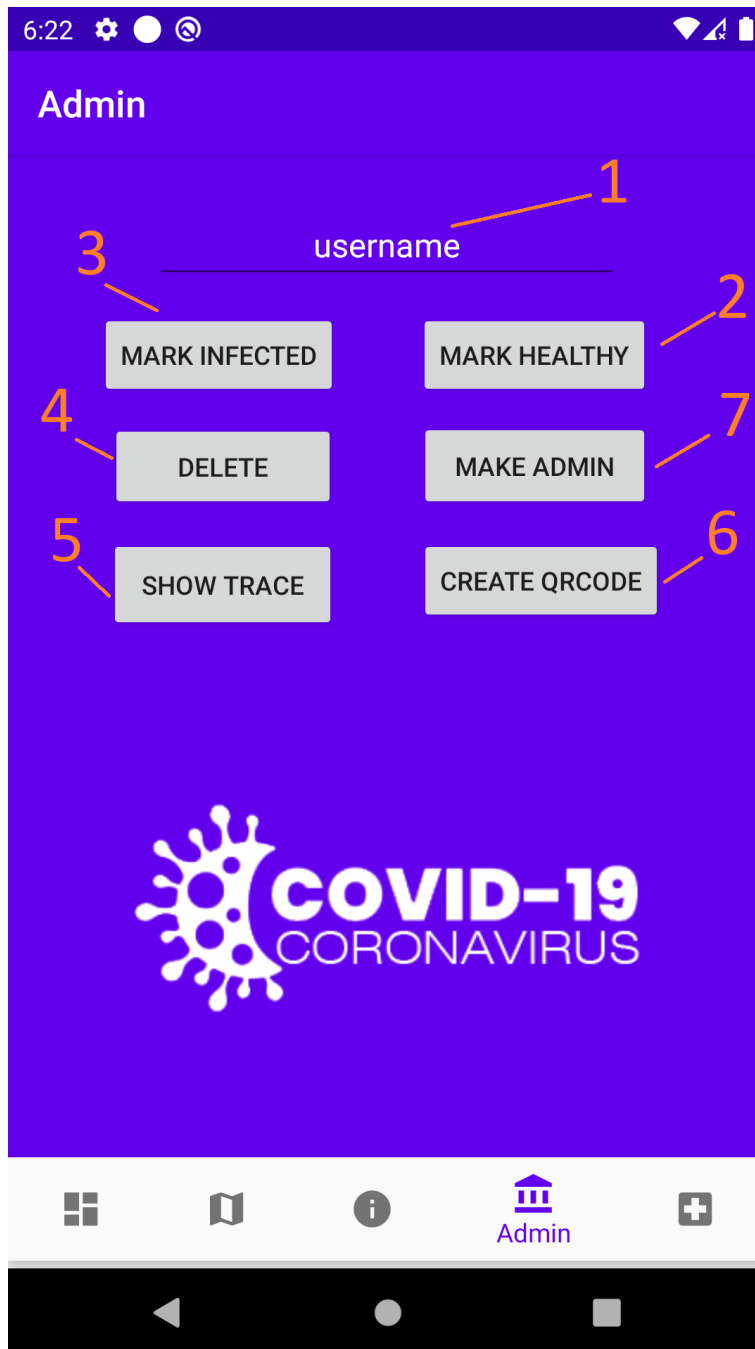 6:22
Admin
1
username
3
2
MARK INFECTED MARK HEALTHY
4
7
DELETE MAKE ADMIN
5
6
SHOW TRACE CREATE QRCODE
COVID-19
CORONAVIRUS
Admin